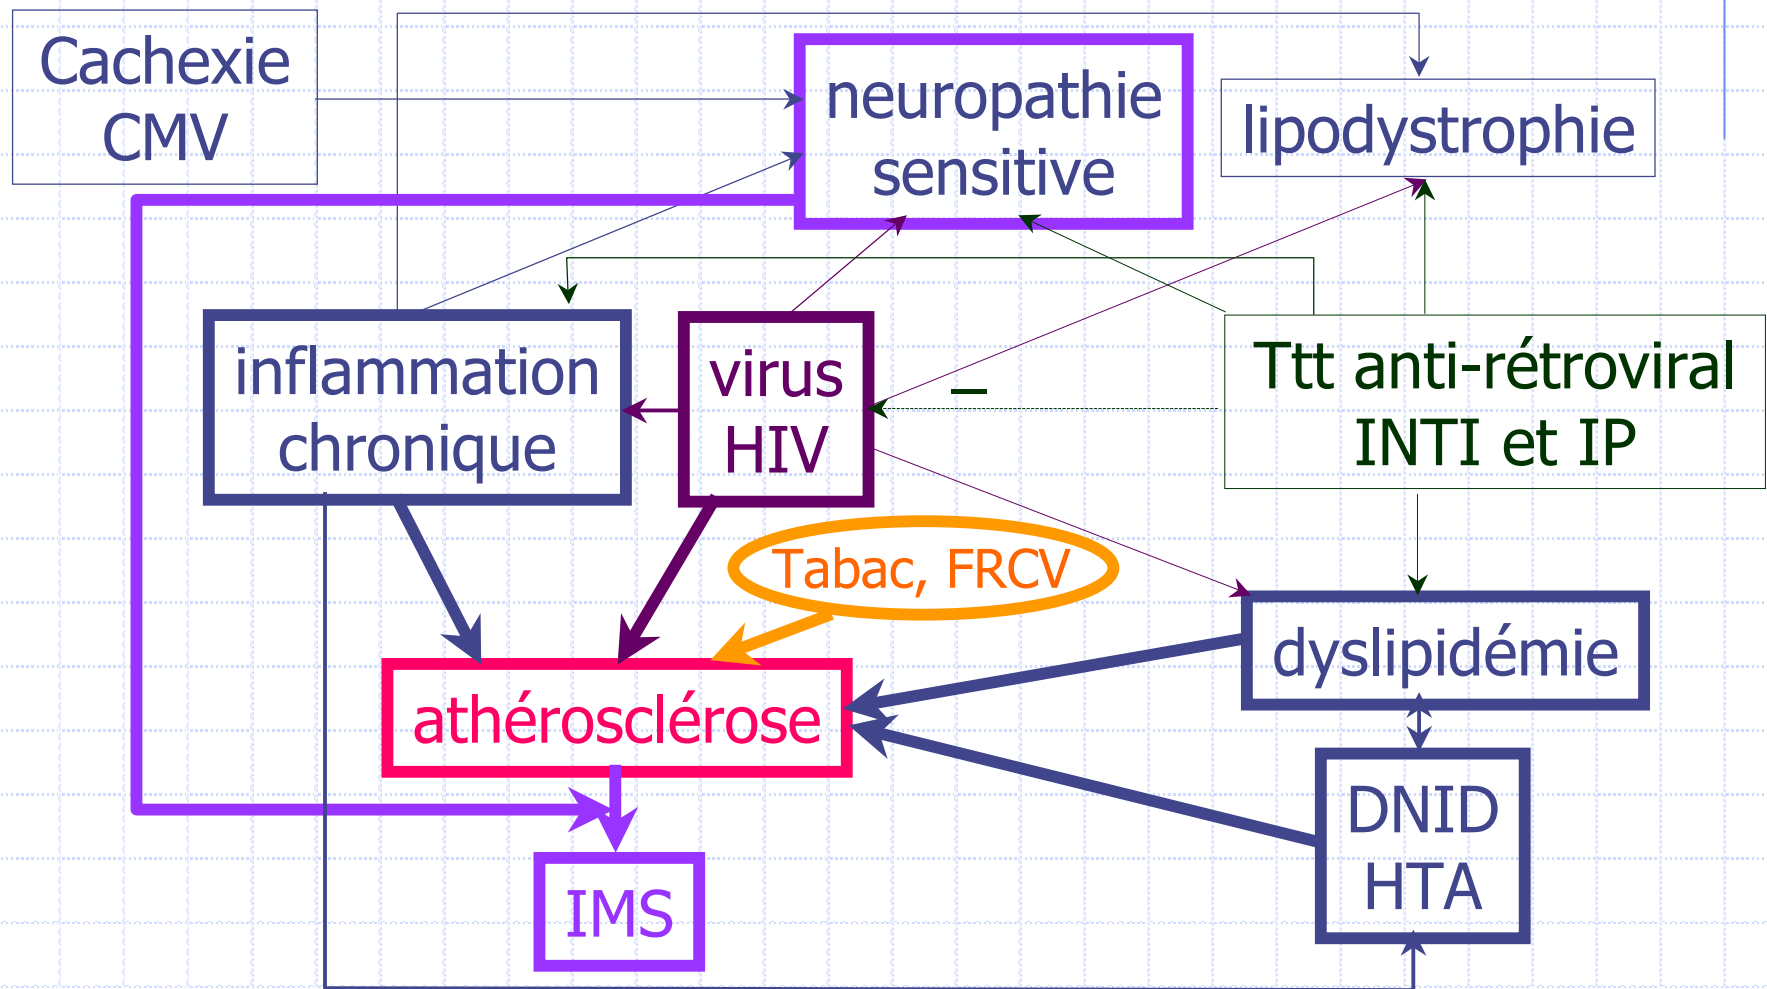 Cachexie
CMV
neuropathie
sensitive
lipodystrophie
inflammation
chronique
virus
HIV
–
Ttt anti-rétroviral
INTI et IP
Tabac, FRCV
athérosclérose
dyslipidémie
DNID
HTA
IMS